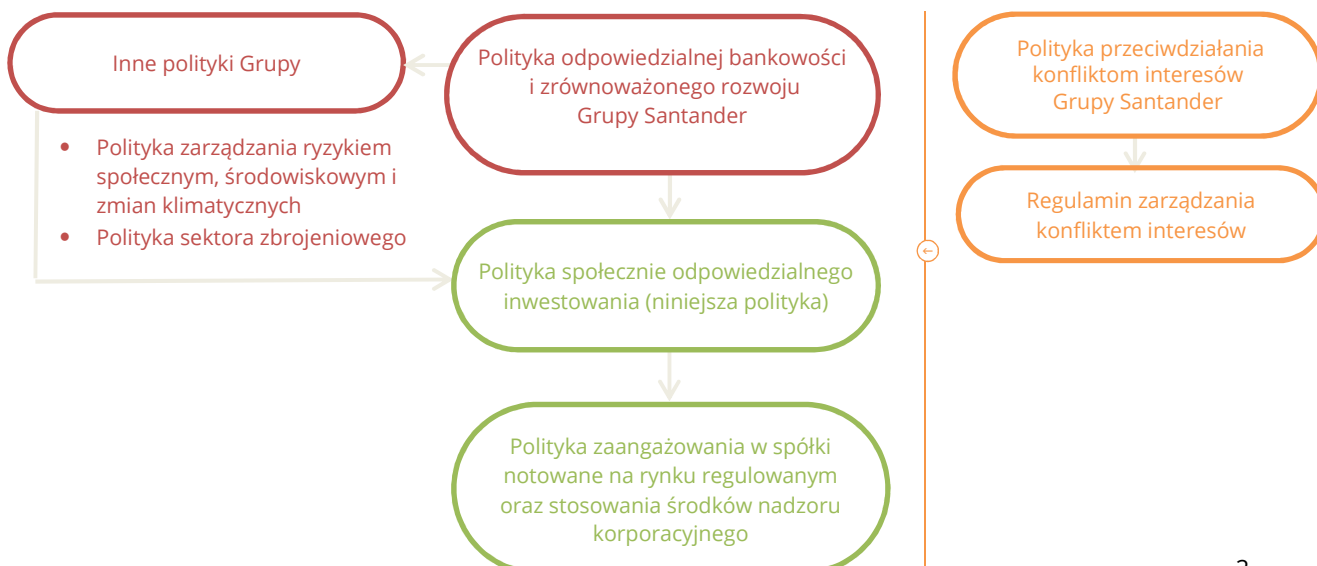 Inne polityki Grupy
• Polityka zarządzania ryzykiem
społecznym, środowiskowym i
zmian klimatycznych
• Polityka sektora zbrojeniowego
Polityka odpowiedzialnej bankowości
i zrównoważonego rozwoju
Grupy Santander
Polityka społecznie odpowiedzialnego
inwestowania (niniejsza polityka)
Polityka zaangażowania w spółki
notowane na rynku regulowanym
oraz stosowania środków nadzoru
korporacyjnego
Polityka przeciwdziałania
konfliktom interesów
Grupy Santander
Regulamin zarządzania
konfliktem interesów